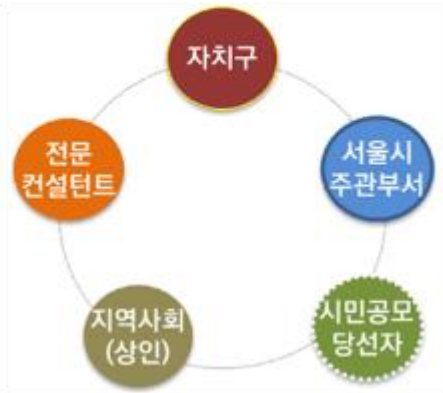 자치구
전문
컨설턴트
서울시
주관부서
지역사회
(상인)
시민공모
당선자